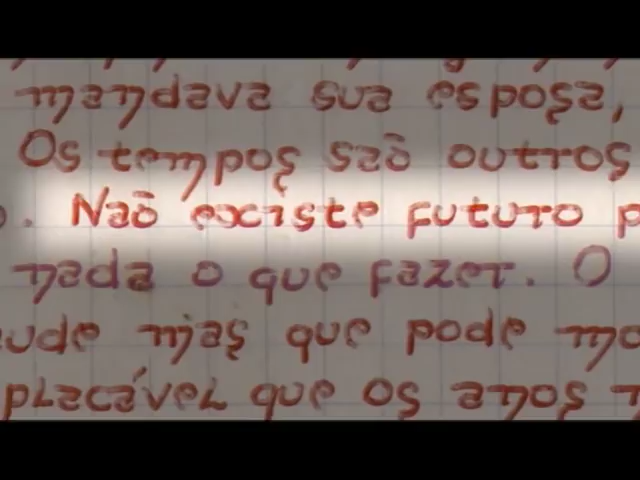 mandava sua esposa,
Os tempos são outros
. Não existe futuro p
nada o que fazer. O
ude mas que pode mo
placável que os anos